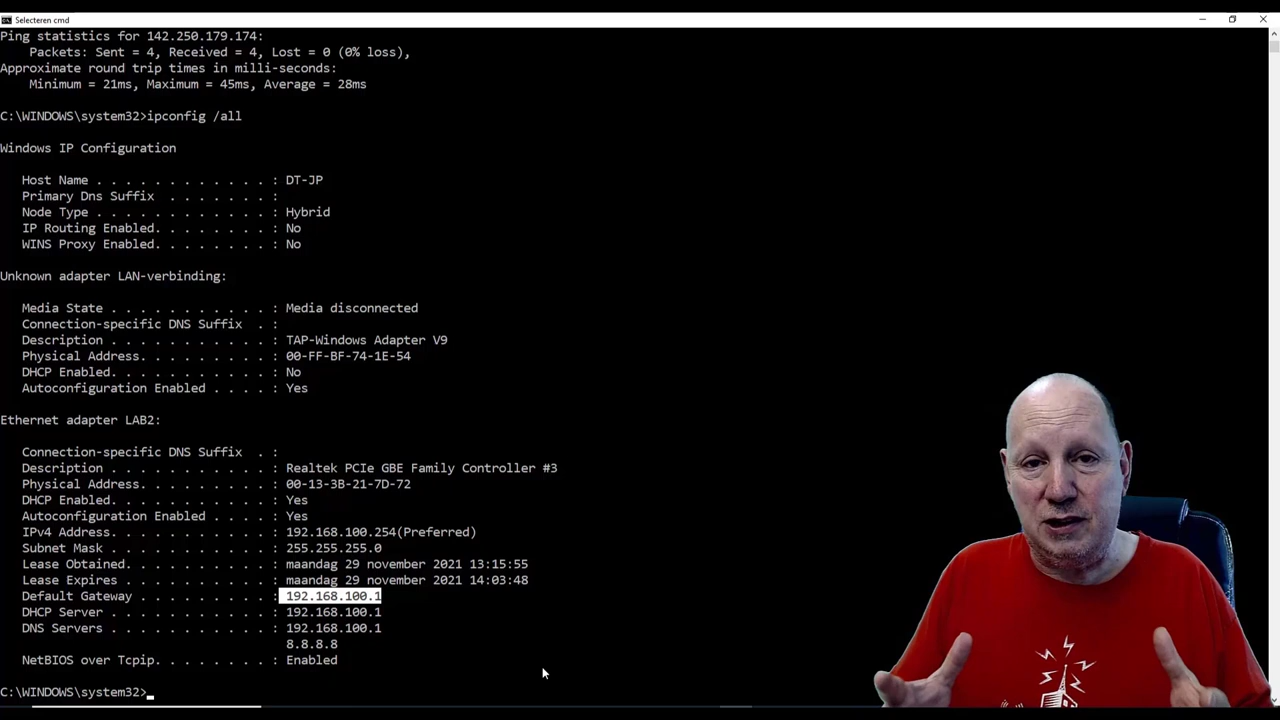 Selecteren cmd
Ping statistics for 142.250.179.174:
Packets: Sent = 4, Received = 4, Lost = 0 (0% loss),
Approximate round trip times in milli-seconds:
Minimum = 21ms, Maximum = 45ms, Average = 28ms
C:\WINDOWS\system32>ipconfig /all
Windows IP Configuration
Host Name . . . . . . . . . . . . : DT-JP
Primary Dns Suffix . . . . . . . :
Node Type . . . . . . . . . . . . : Hybrid
IP Routing Enabled. . . . . . . . : No
WINS Proxy Enabled. . . . . . . . : No
Unknown adapter LAN-verbinding:
Media State . . . . . . . . . . . : Media disconnected
Connection-specific DNS Suffix . :
Description . . . . . . . . . . . : TAP-Windows Adapter V9
Physical Address. . . . . . . . . : 00-FF-BF-74-1E-54
DHCP Enabled. . . . . . . . . . . : No
Autoconfiguration Enabled . . . . : Yes
Ethernet adapter LAB2:
Connection-specific DNS Suffix . :
Description . . . . . . . . . . . : Realtek PCIe GBE Family Controller #3
Physical Address. . . . . . . . . : 00-13-3B-21-7D-72
DHCP Enabled. . . . . . . . . . . : Yes
Autoconfiguration Enabled . . . . : Yes
IPv4 Address. . . . . . . . . . . : 192.168.100.254(Preferred)
Subnet Mask . . . . . . . . . . . : 255.255.255.0
Lease Obtained. . . . . . . . . . : maandag 29 november 2021 13:15:55
Lease Expires . . . . . . . . . . : maandag 29 november 2021 14:03:48
Default Gateway . . . . . . . . . : 192.168.100.1
DHCP Server . . . . . . . . . . . : 192.168.100.1
DNS Servers . . . . . . . . . . . : 192.168.100.1
8.8.8.8
NetBIOS over Tcpip. . . . . . . . : Enabled
C:\WINDOWS\system32>